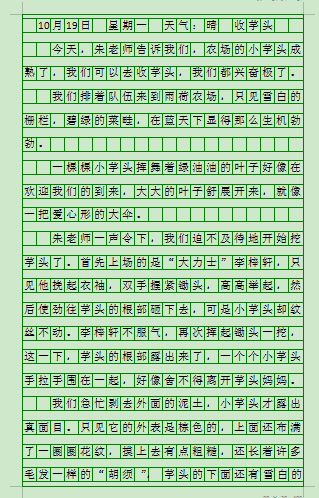 10月19日 星期一 天气：晴 收芋头
今天，朱老师告诉我们，农场的小芋头成
熟了，我们可以去收芋头，我们都兴奋极了．
我们排着队伍来到雨荷农场，只见雪白的
栅栏，碧绿的菜畦，在蓝天下显得那么生机勃
勃．
一棵棵小芋头挥舞着绿油油的叶子好像在
欢迎我们的到来，大大的叶子舒展开来，就像
一把爱心形的大伞．
朱老师一声令下，我们迫不及待地开始挖
芋头了．首先上场的是“大力士”李梓轩，只
见他挽起衣袖，双手握紧锄头，高高举起，然
后使劲往芋头的根部砸下去，可是小芋头却纹
丝不动．李梓轩不服气，再次挥起锄头一挖，
这一下，芋头的根部露出来了，一个个小芋头
手拉手围在一起，好像舍不得离开芋头妈妈．
我们急忙剥去外面的泥土，小芋头才露出
真面目．只见它的外表是棕色的，上面还布满
了一圈圈花纹，摸上去有点粗糙，还长着许多
毛发一样的“胡须”，芋头的下面还有雪白的